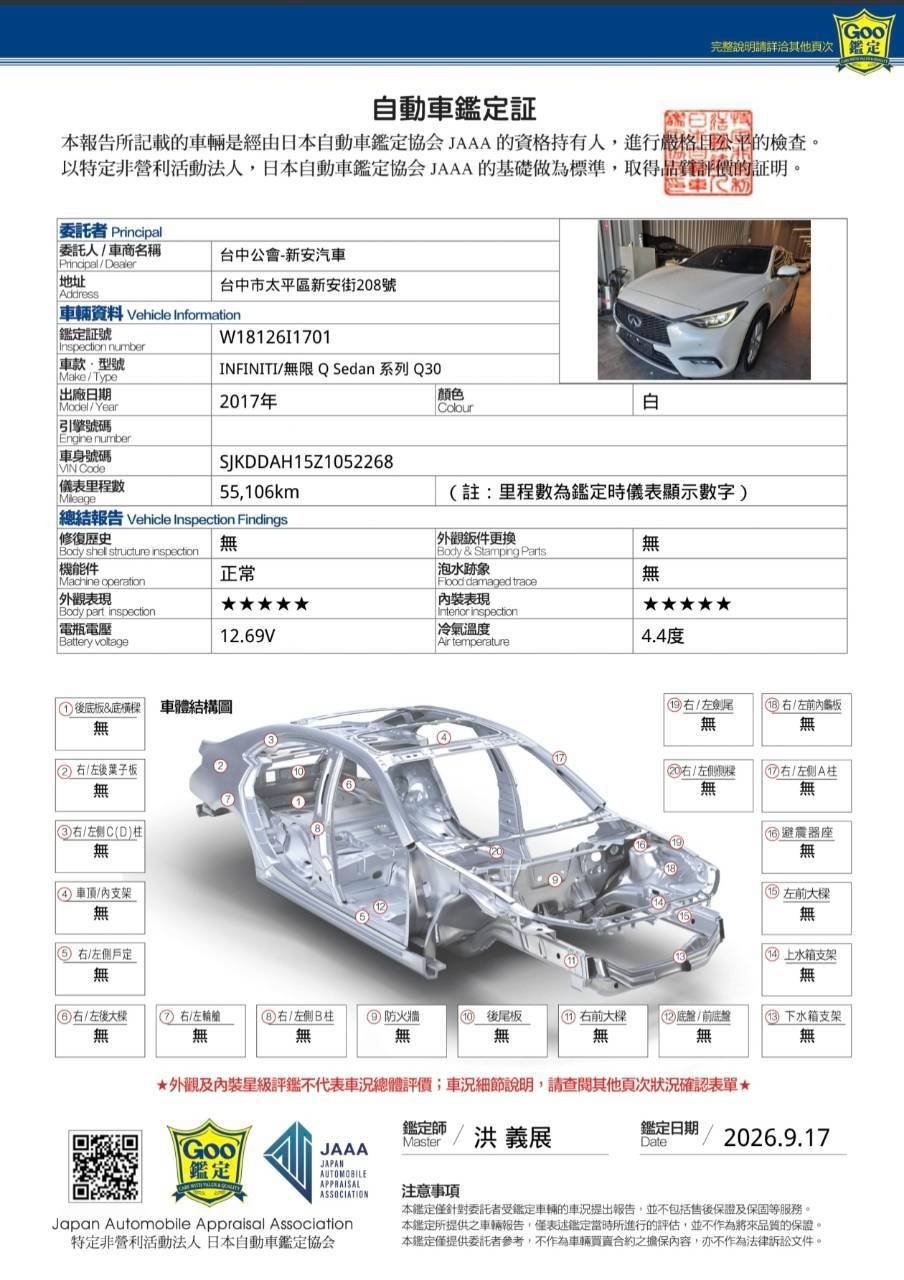 完整說明請詳洽其他頁次
Goo
鑑定
自動車鑑定証
本報告所記載的車輛是經由日本自動車鑑定協会 JAAA 的資格持有人，進行嚴格且公平的檢查。
以特定非營利活動法人，日本自動車鑑定協会 JAAA 的基礎做為標準，取得品質評價的証明。
委託者 Principal
委託人 / 車商名稱 台中公會-新安汽車
Principal / Dealer
地址 台中市太平區新安街208號
Address
車輛資料 Vehicle Information
鑑定証號 W18126I1701
Inspection number
車款．型號 INFINITI/無限 Q Sedan 系列 Q30
Make / Type
出廠日期 2017年 顏色 白
Model / Year Colour
引擎號碼
Engine number
車身號碼 SJKDDAH15Z1052268
VIN Code
儀表里程數 55,106km （註：里程數為鑑定時儀表顯示數字）
Mileage
總結報告 Vehicle Inspection Findings
修復歷史 無 外觀鈑件更換 無
Body shell structure inspection Body & Stamping Parts
機能件 正常 泡水跡象 無
Machine operation Flood damaged trace
外觀表現 ★★★★★ 內裝表現 ★★★★★
Body part inspection Interior inspection
電瓶電壓 12.69V 冷氣溫度 4.4度
Battery voltage Air temperature
車體結構圖
① 後底板&底橫樑
無
② 右/左後葉子板
無
③ 右/左側C(D)柱
無
④ 車頂/內支架
無
⑤ 右/左側戶定
無
⑥ 右/左後大樑
無
⑦ 右/左輪艙
無
⑧ 右/左側B柱
無
⑨ 防火牆
無
⑩ 後尾板
無
⑪ 右前大樑
無
⑫ 底盤/前底盤
無
⑬ 下水箱支架
無
⑭ 上水箱支架
無
⑮ 左前大樑
無
⑯ 避震器座
無
⑰ 右/左側A柱
無
⑱ 右/左前內龜板
無
⑲ 右/左劍尾
無
⑳ 右/左側側樑
無
★外觀及內裝星級評鑑不代表車況總體評價；車況細節說明，請查閱其他頁次狀況確認表單★
Goo
鑑定
CARS WITH VALUE & QUALITY
JAAA
JAPAN
AUTOMOBILE
APPRAISAL
ASSOCIATION
Japan Automobile Appraisal Association
特定非營利活動法人 日本自動車鑑定協会
鑑定師 / 洪 義展
Master
鑑定日期 / 2026.9.17
Date
注意事項
本鑑定僅針對委託者受鑑定車輛的車況提出報告，並不包括售後保證及保固等服務。
本鑑定所提供之車輛報告，僅表述鑑定當時所進行的評估，並不作為將來品質的保證。
本鑑定僅提供委託者參考，不作為車輛買賣合約之擔保內容，亦不作為法律訴訟文件。